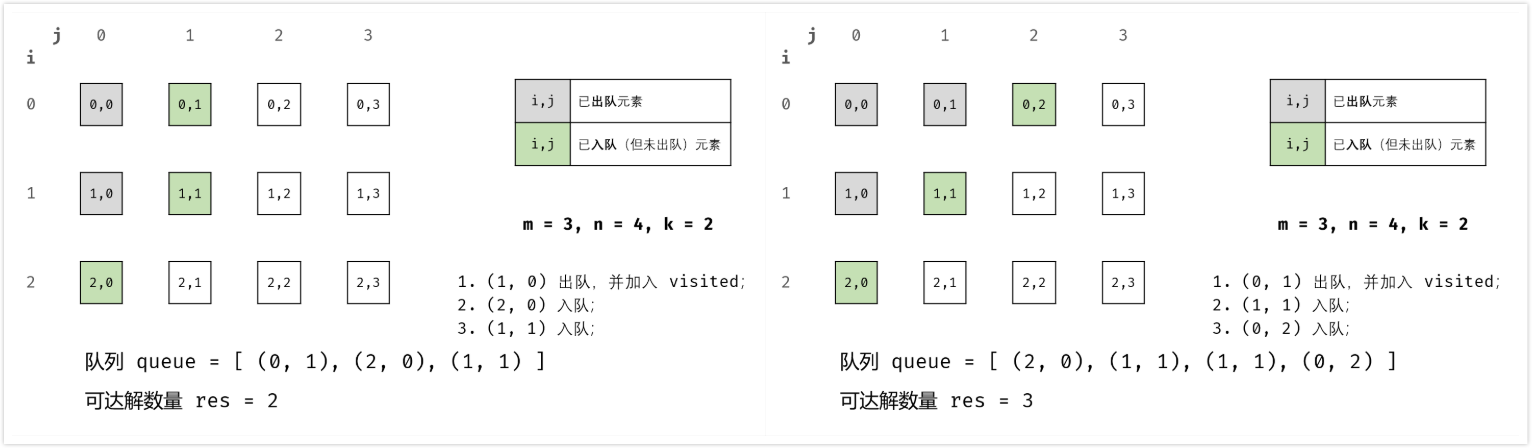 j 0 1 2 3
i
0 0,0 0,1 0,2 0,3
i,j 已出队元素
i,j 已入队（但未出队）元素
1 1,0 1,1 1,2 1,3
m = 3, n = 4, k = 2
2 2,0 2,1 2,2 2,3
1. (1, 0) 出队，并加入 visited；
2. (2, 0) 入队；
3. (1, 1) 入队；
队列 queue = [ (0, 1), (2, 0), (1, 1) ]
可达解数量 res = 2
j 0 1 2 3
i
0 0,0 0,1 0,2 0,3
i,j 已出队元素
i,j 已入队（但未出队）元素
1 1,0 1,1 1,2 1,3
m = 3, n = 4, k = 2
2 2,0 2,1 2,2 2,3
1. (0, 1) 出队，并加入 visited；
2. (1, 1) 入队；
3. (0, 2) 入队；
队列 queue = [ (2, 0), (1, 1), (1, 1), (0, 2) ]
可达解数量 res = 3